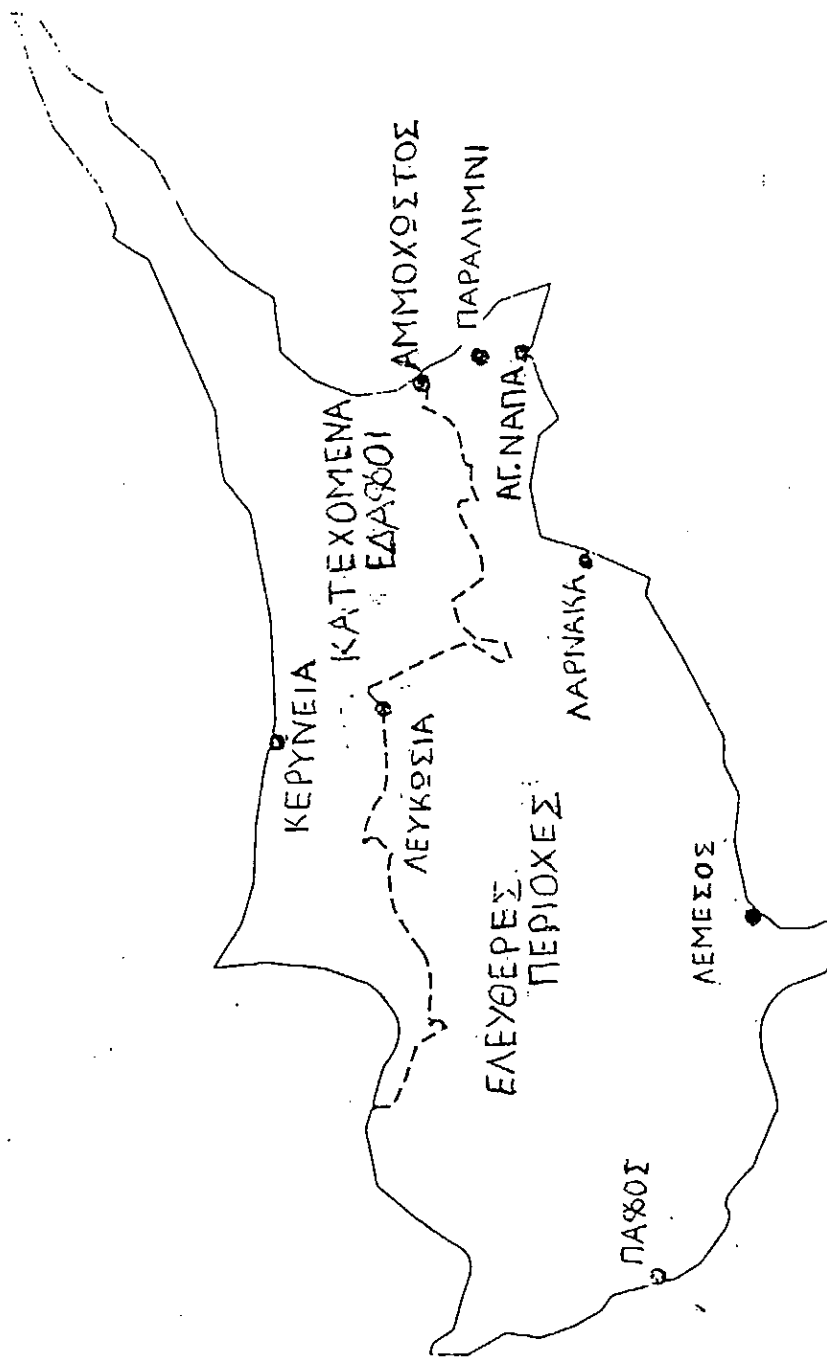 ΑΜΜΟΧΩΣΤΟΣ
ΠΑΡΑΛΙΜΝΙ
ΚΑΤΕΧΟΜΕΝΑ
ΕΔΑΦΟΙ
ΑΓ.ΝΑΠΑ
ΚΕΡΥΝΕΙΑ
ΛΕΥΚΩΣΙΑ
ΛΑΡΝΑΚΑ
ΕΛΕΥΘΕΡΕΣ
ΠΕΡΙΟΧΕΣ
ΛΕΜΕΣΟΣ
ΠΑΦΟΣ